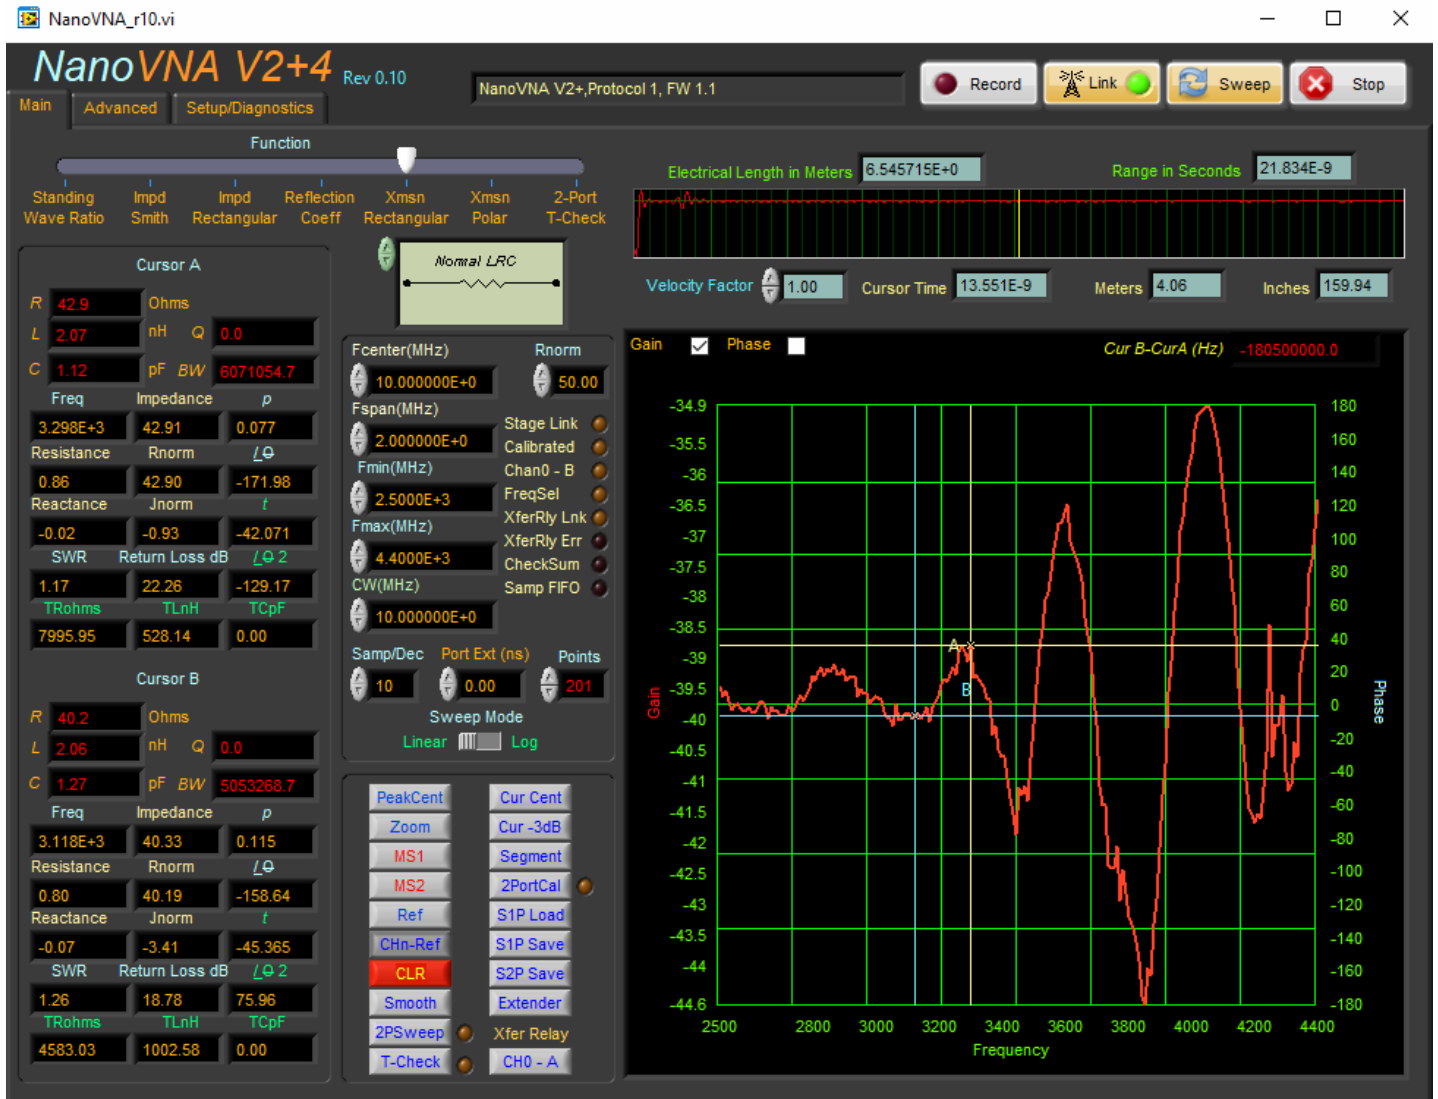 NanoVNA_r10.vi
NanoVNA V2+4 Rev 0.10
NanoVNA V2+,Protocol 1, FW 1.1
Record Link Sweep Stop
Main Advanced Setup/Diagnostics
Function
Standing Wave Ratio
Impd Smith
Impd Rectangular
Reflection Coeff
Xmsn Rectangular
Xmsn Polar
2-Port T-Check
Electrical Length in Meters 6.545715E+0 Range in Seconds 21.834E-9
Velocity Factor 1.00 Cursor Time 13.551E-9 Meters 4.06 Inches 159.94
Normal LRC
Cursor A
R 42.9 Ohms
L 2.07 nH Q 0.0
C 1.12 pF BW 6071054.7
Freq Impedance p
3.298E+3 42.91 0.077
Resistance Rnorm /Θ
0.86 42.90 -171.98
Reactance Jnorm t
-0.02 -0.93 -42.071
SWR Return Loss dB /Θ 2
1.17 22.26 -129.17
TRohms TLnH TCpF
7995.95 528.14 0.00
Cursor B
R 40.2 Ohms
L 2.06 nH Q 0.0
C 1.27 pF BW 5053268.7
Freq Impedance p
3.118E+3 40.33 0.115
Resistance Rnorm /Θ
0.80 40.19 -158.64
Reactance Jnorm t
-0.07 -3.41 -45.365
SWR Return Loss dB /Θ 2
1.26 18.78 75.96
TRohms TLnH TCpF
4583.03 1002.58 0.00
Fcenter(MHz) Rnorm
10.000000E+0 50.00
Fspan(MHz)
2.000000E+0
Fmin(MHz)
2.5000E+3
Fmax(MHz)
4.4000E+3
CW(MHz)
10.000000E+0
Stage Link
Calibrated
Chan0 - B
FreqSel
XferRly Lnk
XferRly Err
CheckSum
Samp FIFO
Samp/Dec Port Ext (ns) Points
10 0.00 201
Sweep Mode
Linear Log
PeakCent Cur Cent
Zoom Cur -3dB
MS1 Segment
MS2 2PortCal
Ref S1P Load
CHn-Ref S1P Save
CLR S2P Save
Smooth Extender
2PSweep Xfer Relay
T-Check CH0 - A
Gain Phase Cur B-CurA (Hz) -180500000.0
-34.9
-35.5
-36
-36.5
-37
-37.5
-38
-38.5
-39
-39.5
-40
-40.5
-41
-41.5
-42
-42.5
-43
-43.5
-44
-44.6
Gain
A
B
180
160
140
120
100
80
60
40
20
0
-20
-40
-60
-80
-100
-120
-140
-160
-180
Phase
2500 2800 3000 3200 3400 3600 3800 4000 4200 4400
Frequency